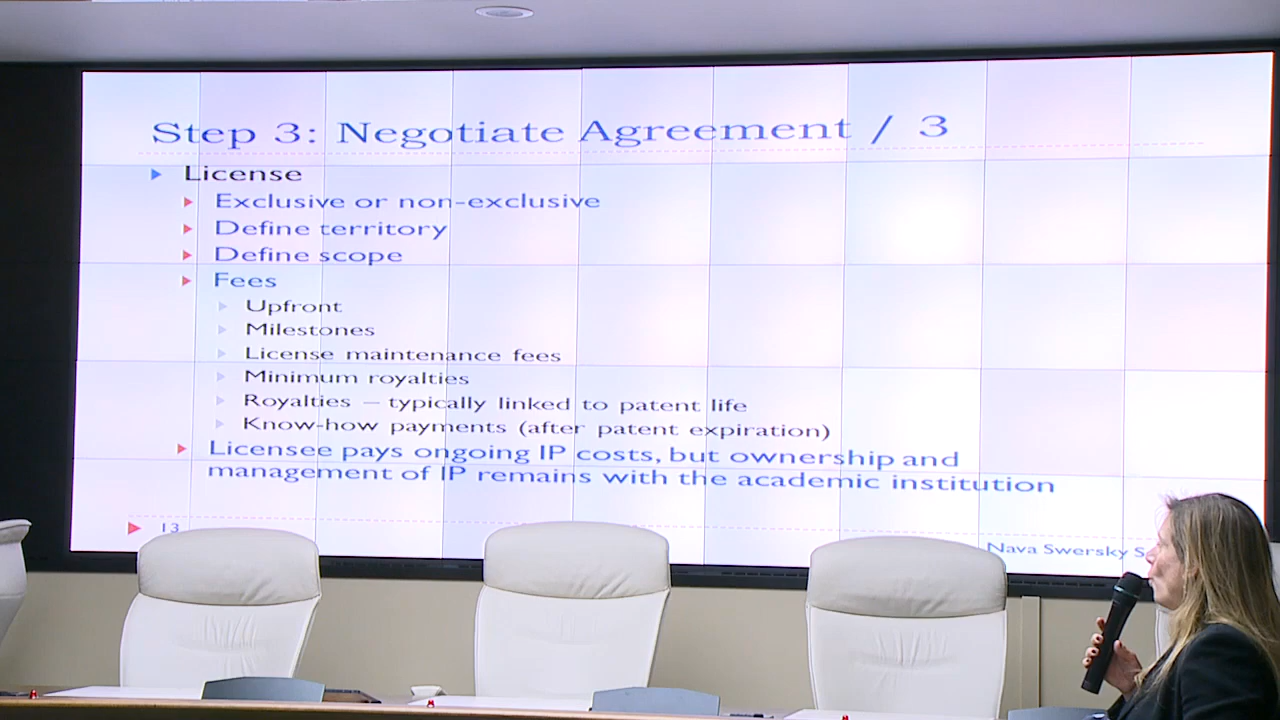 Step 3: Negotiate Agreement / 3
License
Exclusive or non-exclusive
Define territory
Define scope
Fees
Upfront
Milestones
License maintenance fees
Minimum royalties
Royalties – typically linked to patent life
Know-how payments (after patent expiration)
Licensee pays ongoing IP costs, but ownership and
management of IP remains with the academic institution
13
Nava Swersky